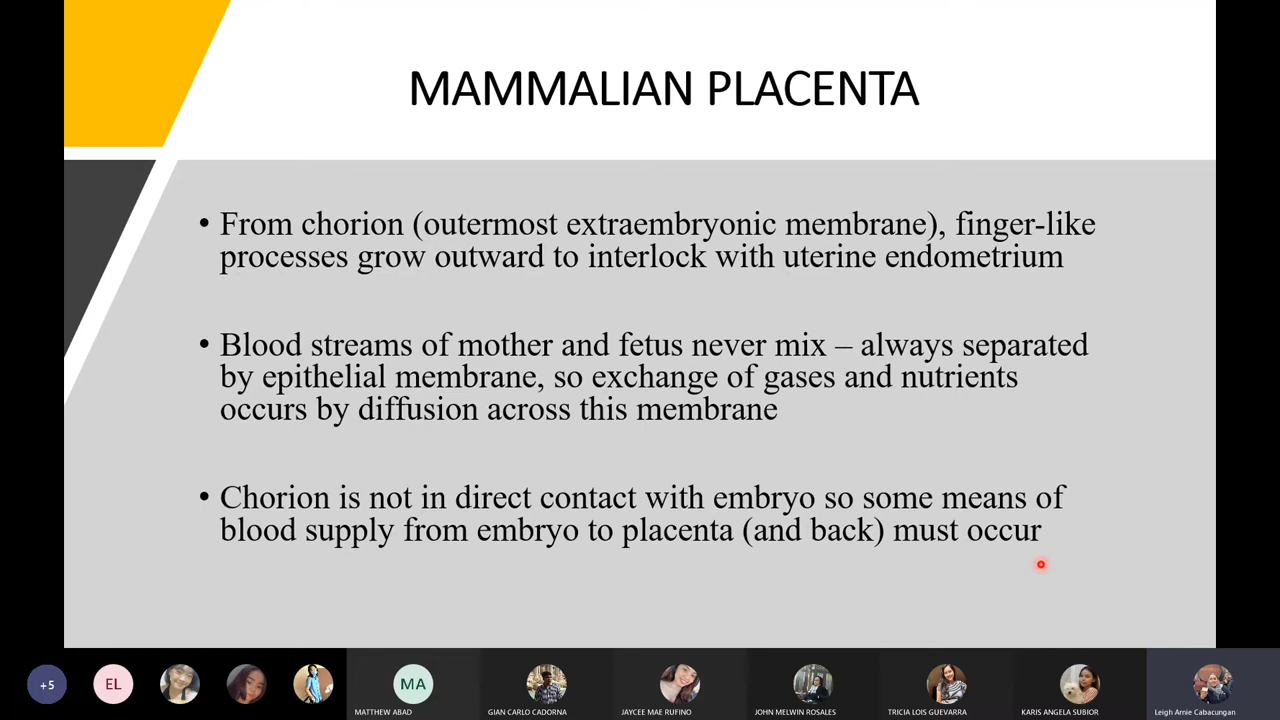 MAMMALIAN PLACENTA
• From chorion (outermost extraembryonic membrane), finger-like
processes grow outward to interlock with uterine endometrium
• Blood streams of mother and fetus never mix – always separated
by epithelial membrane, so exchange of gases and nutrients
occurs by diffusion across this membrane
• Chorion is not in direct contact with embryo so some means of
blood supply from embryo to placenta (and back) must occur
+5
EL
MA
MATTHEW ABAD
GIAN CARLO CADORNA
JAYCEE MAE RUFINO
JOHN MELWIN ROSALES
TRICIA LOIS GUEVARRA
KARIS ANGELA SUBIOR
Leigh Arnie Cabacungan